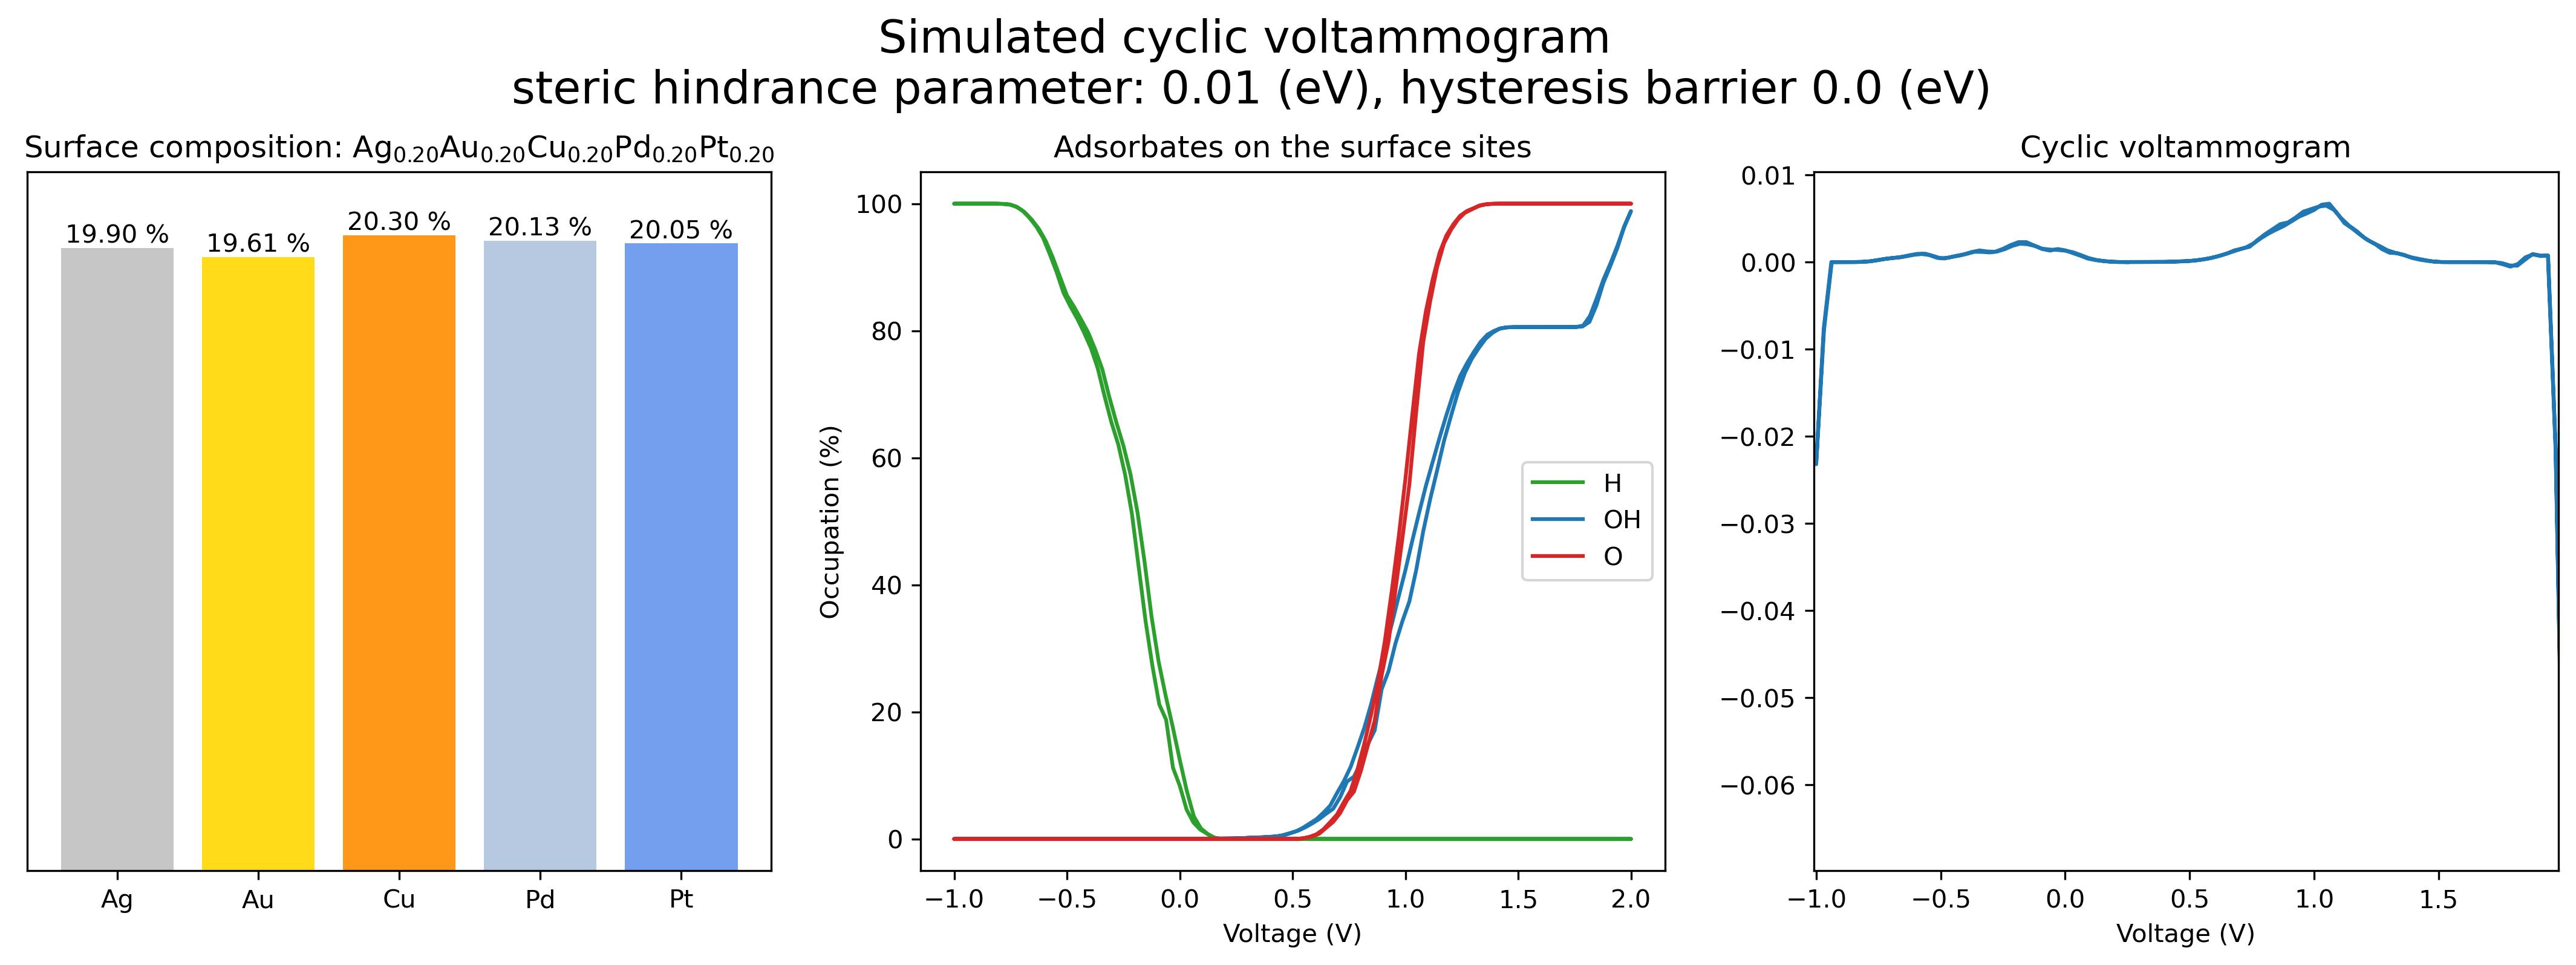 Simulated cyclic voltammogram
steric hindrance parameter: 0.01 (eV), hysteresis barrier 0.0 (eV)
Surface composition: Ag0.20Au0.20Cu0.20Pd0.20Pt0.20
19.90 %
19.61 %
20.30 %
20.13 %
20.05 %
Ag
Au
Cu
Pd
Pt
Adsorbates on the surface sites
Occupation (%)
100
80
60
40
20
0
H
OH
O
−1.0
−0.5
0.0
0.5
1.0
1.5
2.0
Voltage (V)
Cyclic voltammogram
0.01
0.00
−0.01
−0.02
−0.03
−0.04
−0.05
−0.06
−1.0
−0.5
0.0
0.5
1.0
1.5
Voltage (V)